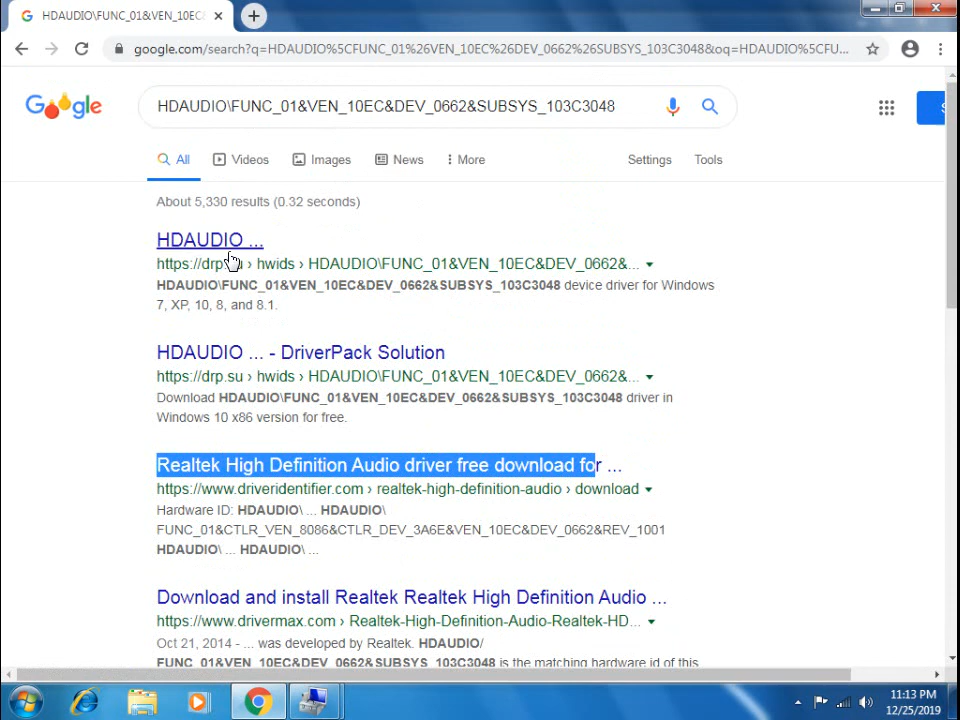 HDAUDIO\FUNC_01&VEN_10EC
google.com/search?q=HDAUDIO%5CFUNC_01%26VEN_10EC%26DEV_0662%26SUBSYS_103C3048&oq=HDAUDIO%5CFU...
Google
HDAUDIO\FUNC_01&VEN_10EC&DEV_0662&SUBSYS_103C3048
All Videos Images News More Settings Tools
About 5,330 results (0.32 seconds)
HDAUDIO ...
https://drp.su › hwids › HDAUDIO\FUNC_01&VEN_10EC&DEV_0662&...
HDAUDIO\FUNC_01&VEN_10EC&DEV_0662&SUBSYS_103C3048 device driver for Windows
7, XP, 10, 8, and 8.1.
HDAUDIO ... - DriverPack Solution
https://drp.su › hwids › HDAUDIO\FUNC_01&VEN_10EC&DEV_0662&...
Download HDAUDIO\FUNC_01&VEN_10EC&DEV_0662&SUBSYS_103C3048 driver in
Windows 10 x86 version for free.
Realtek High Definition Audio driver free download for ...
https://www.driveridentifier.com › realtek-high-definition-audio › download
Hardware ID: HDAUDIO\ ... HDAUDIO\
FUNC_01&CTLR_VEN_8086&CTLR_DEV_3A6E&VEN_10EC&DEV_0662&REV_1001
HDAUDIO\ ... HDAUDIO\ ...
Download and install Realtek Realtek High Definition Audio ...
https://www.drivermax.com › Realtek-High-Definition-Audio-Realtek-HD...
Oct 21, 2014 - ... was developed by Realtek. HDAUDIO/
FUNC_01&VEN_10EC&DEV_0662&SUBSYS_103C3048 is the matching hardware id of this
11:13 PM
12/25/2019